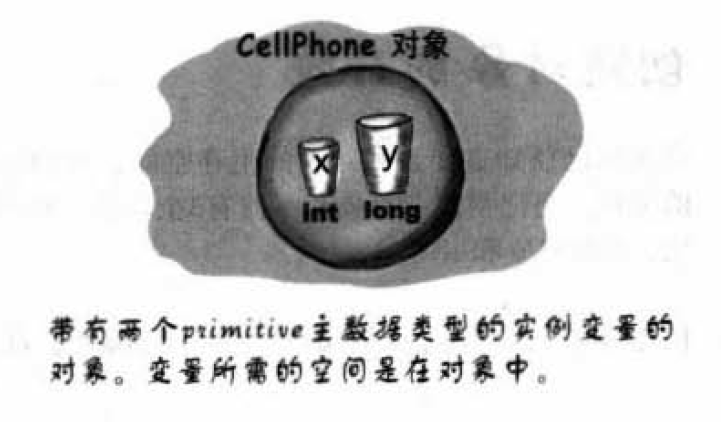 CellPhone 对象
x
y
int
long
带有两个primitive主数据类型的实例变量的
对象。变量所需的空间是在对象中。